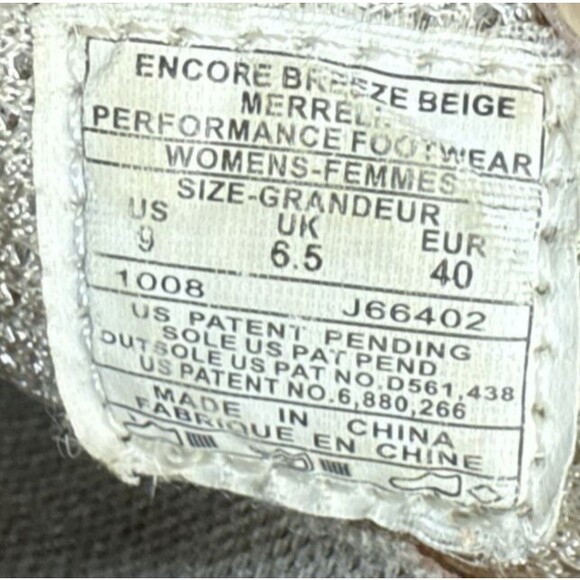 ENCORE BREEZE BEIGE
MERRELL
PERFORMANCE FOOTWEAR
WOMENS-FEMMES
SIZE-GRANDEUR
US UK EUR
9 6.5 40
1008 J66402
US PATENT PENDING
SOLE US PAT PEND
OUTSOLE US PAT NO.D561,438
US PATENT NO.6,880,266
MADE IN CHINA
FABRIQUE EN CHINE